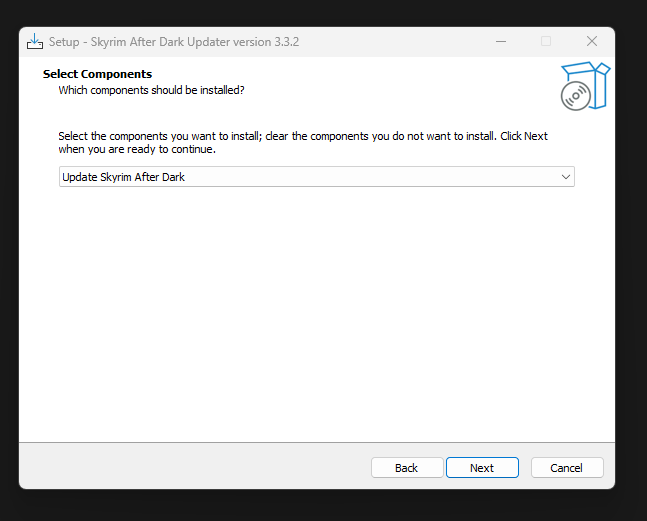 Setup - Skyrim After Dark Updater version 3.3.2
Select Components
Which components should be installed?
Select the components you want to install; clear the components you do not want to install. Click Next
when you are ready to continue.
Update Skyrim After Dark
Back Next Cancel